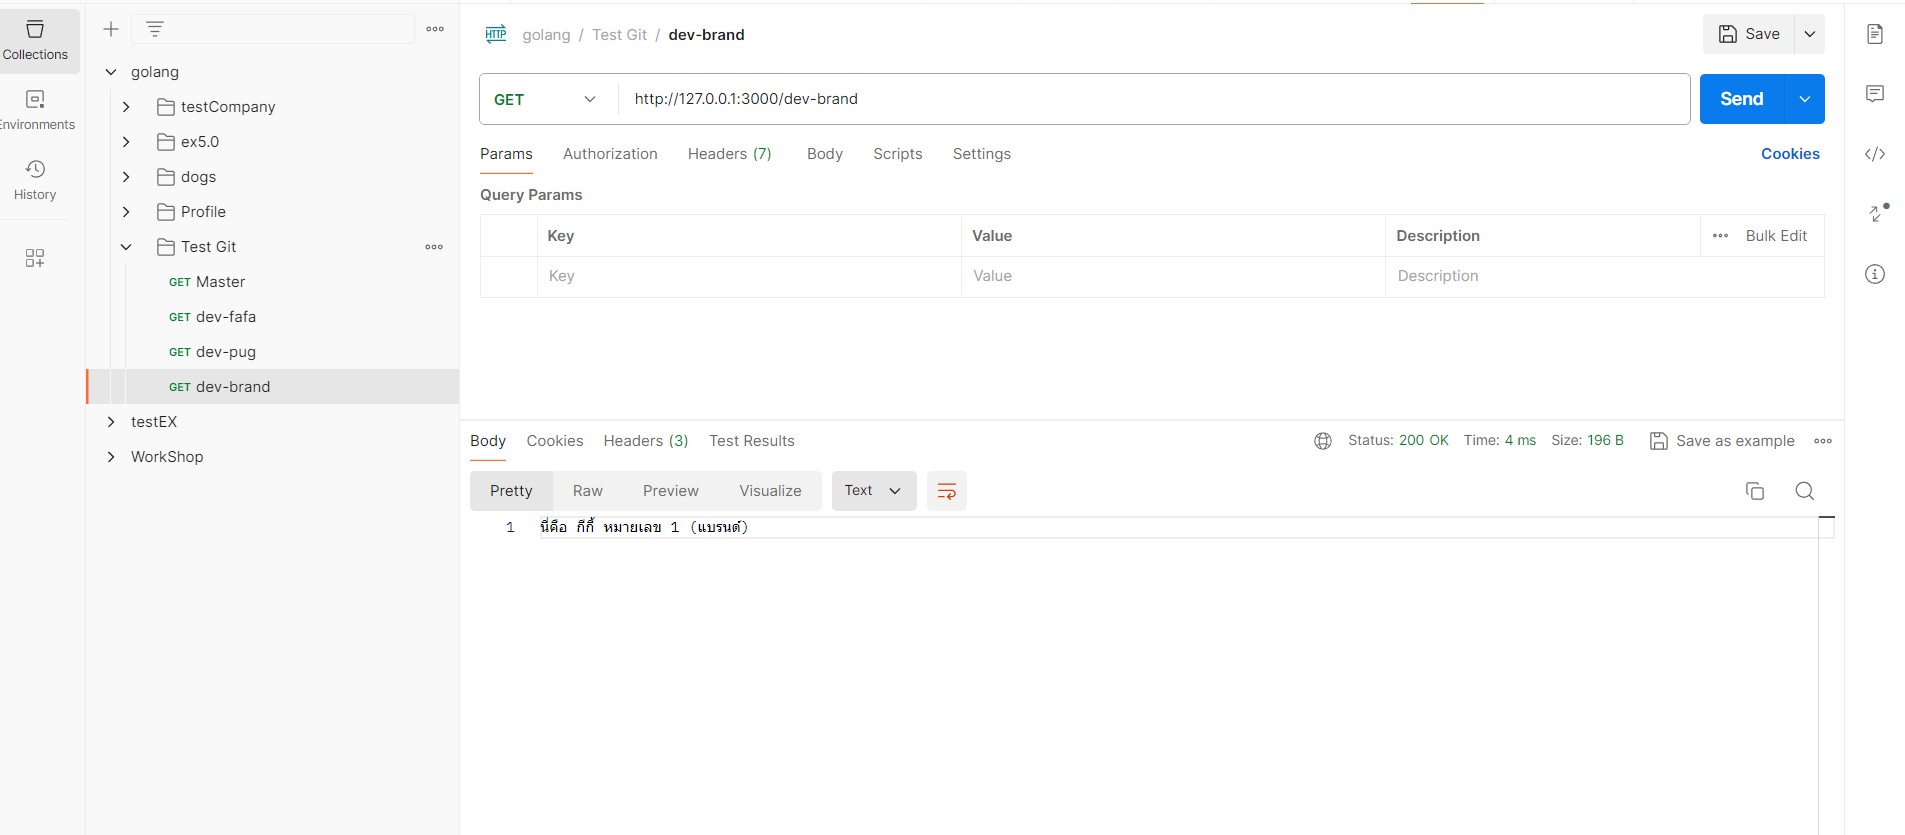 Collections
Environments
History
golang
testCompany
ex5.0
dogs
Profile
Test Git
GET Master
GET dev-fafa
GET dev-pug
GET dev-brand
testEX
WorkShop
HTTP golang / Test Git / dev-brand
Save
GET http://127.0.0.1:3000/dev-brand
Send
Params Authorization Headers (7) Body Scripts Settings Cookies
Query Params
Key Value Description Bulk Edit
Key Value Description
Body Cookies Headers (3) Test Results Status: 200 OK Time: 4 ms Size: 196 B Save as example
Pretty Raw Preview Visualize Text
1 นี่คือ กีกี้ หมายเลข 1 (แบรนด์)